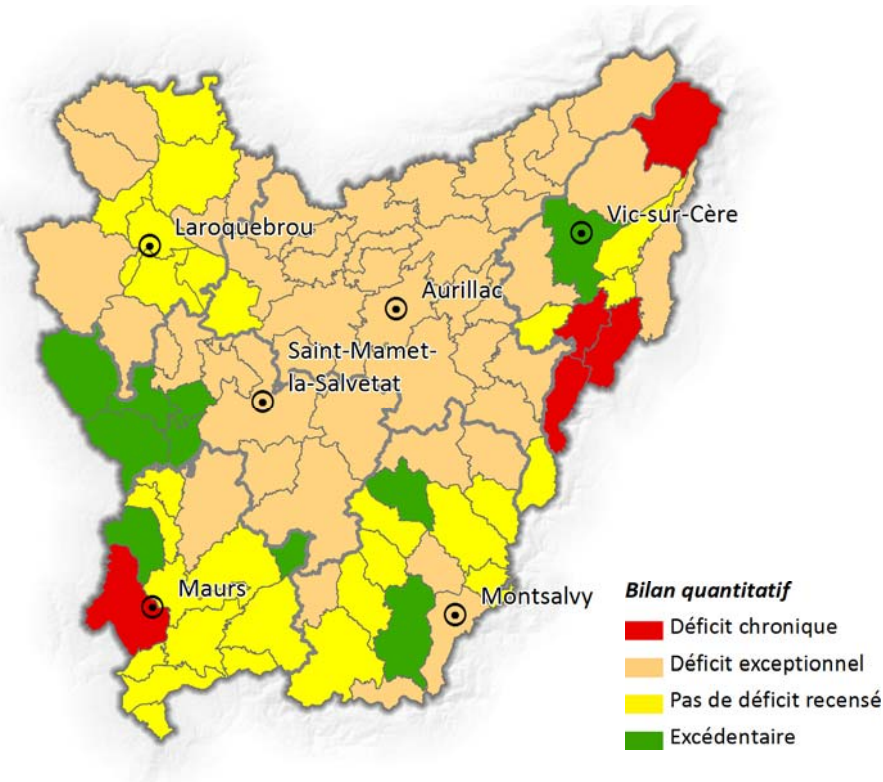 Laroquebrou
Vic-sur-Cère
Aurillac
Saint-Mamet-
la-Salvetat
Maurs
Montsalvy
Bilan quantitatif
Déficit chronique
Déficit exceptionnel
Pas de déficit recensé
Excédentaire